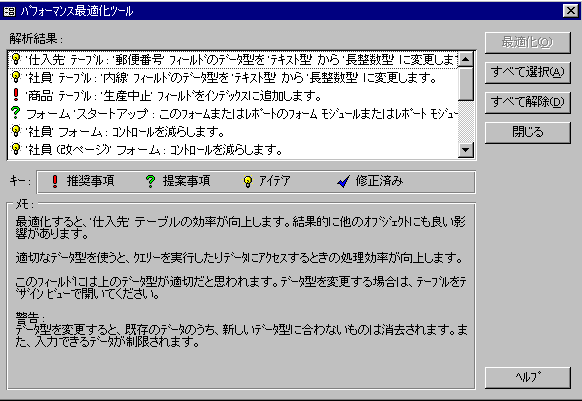 パフォーマンス最適化ツール
解析結果:
'仕入先' テーブル: '郵便番号' フィールドのデータ型を 'テキスト型' から '長整数型' に変更しま
'社員' テーブル: '内線' フィールドのデータ型を 'テキスト型' から '長整数型' に変更します。
'商品' テーブル: '生産中止' フィールドをインデックスに追加します。
フォーム 'スタートアップ: このフォームまたはレポートのフォーム モジュールまたはレポート モジュー
'社員' フォーム: コントロールを減らします。
'社員 (改ページ)' フォーム: コントロールを減らします。
最適化(O)
すべて選択(A)
すべて解除(D)
閉じる
キー: 推奨事項 提案事項 アイデア 修正済み
メモ:
最適化すると、'仕入先' テーブルの効率が向上します。結果的に他のオブジェクトにも良い影
響があります。
適切なデータ型を使うと、クエリーを実行したりデータにアクセスするときの処理効率が向上します。
このフィールドには上のデータ型が適切だと思われます。データ型を変更する場合は、テーブルをデ
ザイン ビューで開いてください。
警告:
データ型を変更すると、既存のデータのうち、新しいデータ型に合わないものは消去されます。ま
た、入力できるデータが制限されます。
ヘルプ